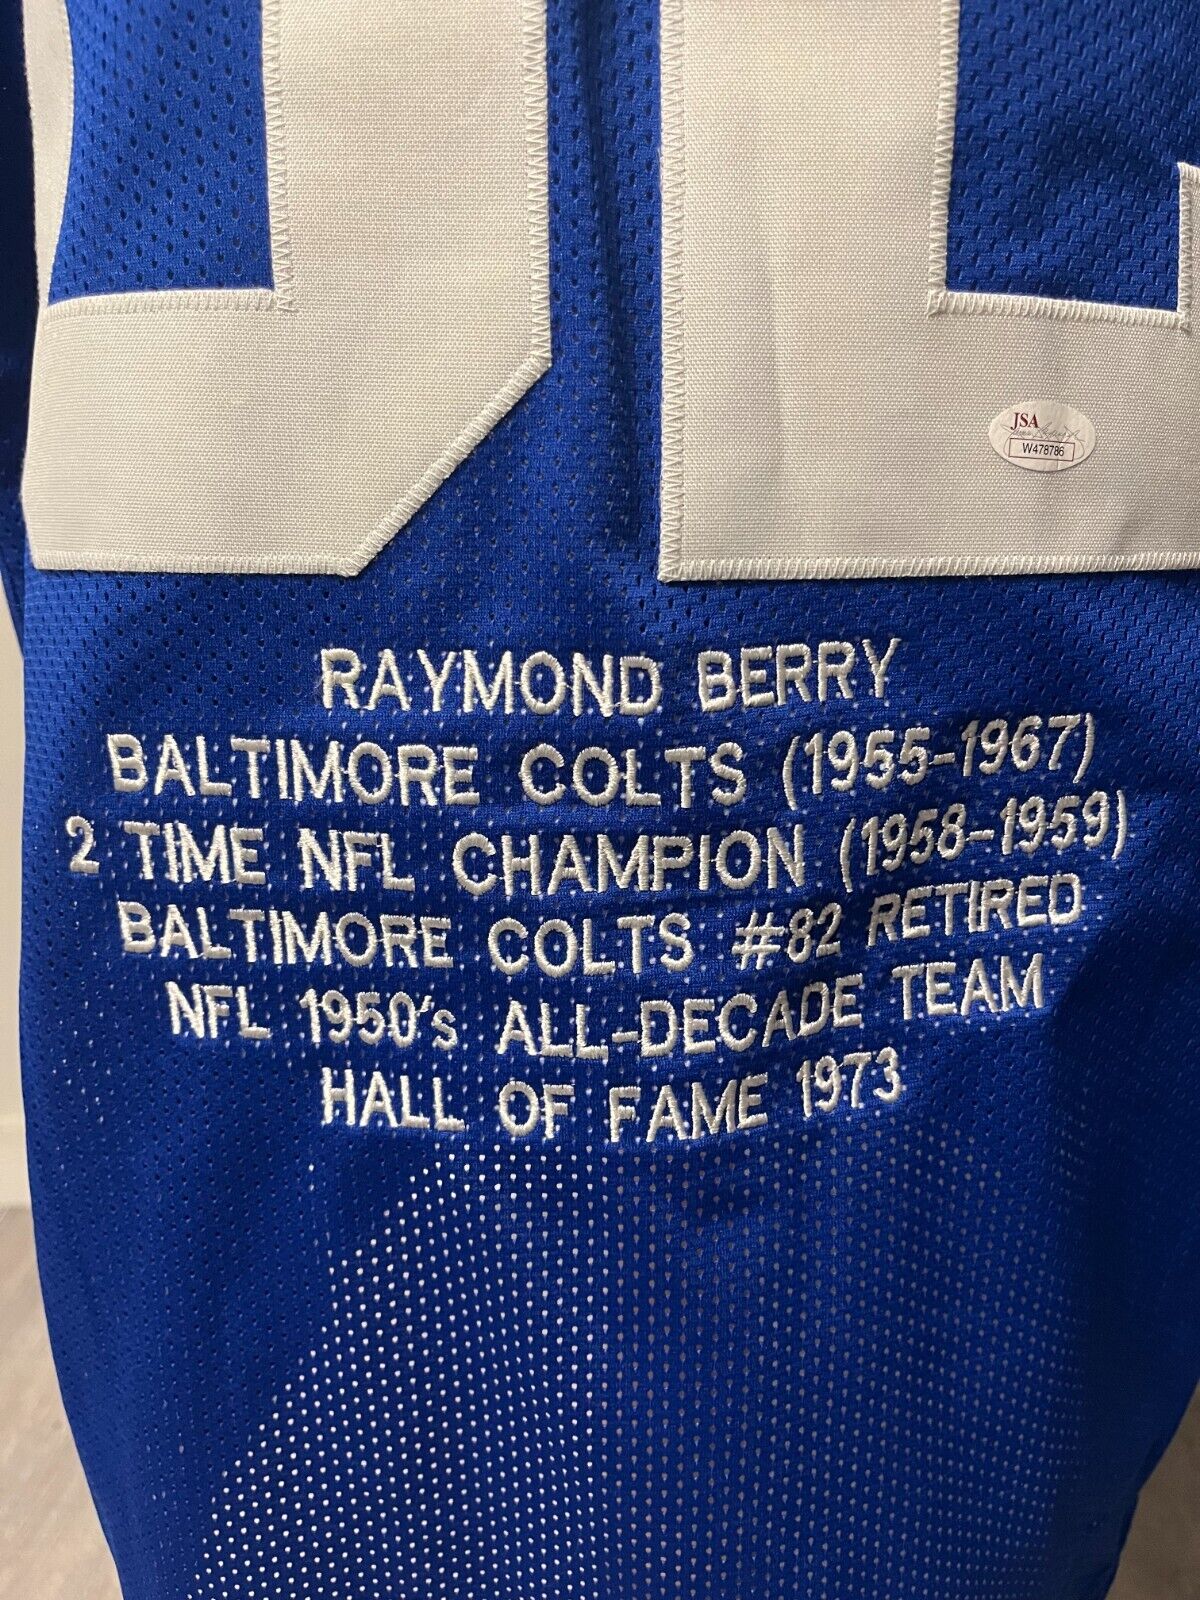 JSA
W478786
RAYMOND BERRY
BALTIMORE COLTS (1955-1967)
2 TIME NFL CHAMPION (1958-1959)
BALTIMORE COLTS #82 RETIRED
NFL 1950's ALL-DECADE TEAM
HALL OF FAME 1973